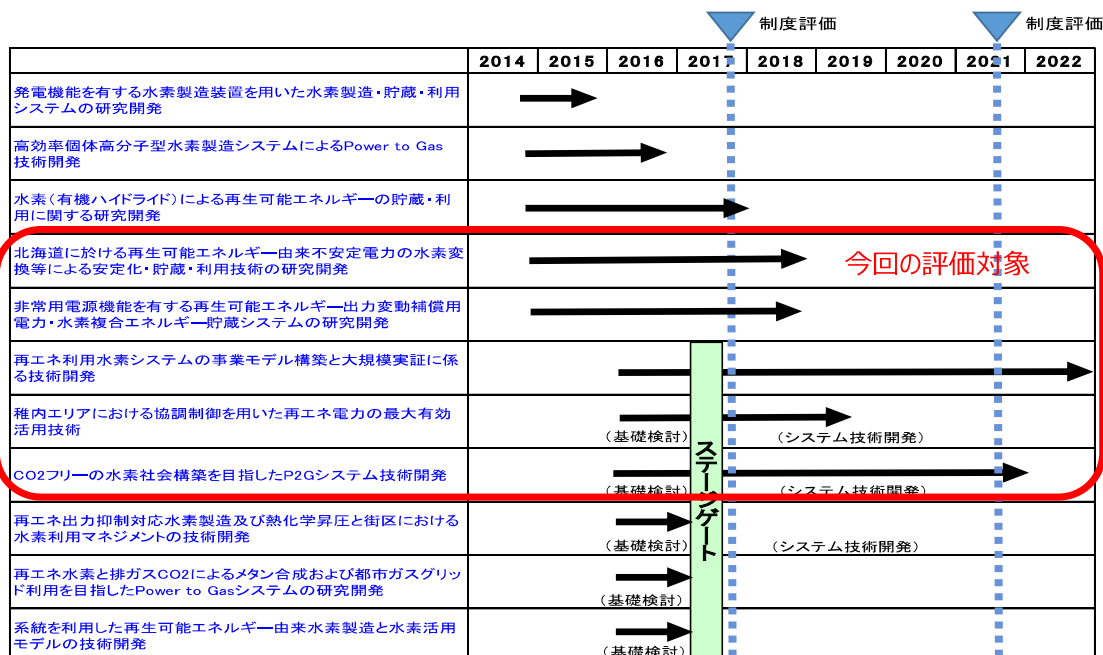 制度評価
制度評価
2014 2015 2016 2017 2018 2019 2020 2021 2022
発電機能を有する水素製造装置を用いた水素製造・貯蔵・利用
システムの研究開発
高効率個体高分子型水素製造システムによるPower to Gas
技術開発
水素（有機ハイドライド）による再生可能エネルギーの貯蔵・利
用に関する研究開発
北海道に於ける再生可能エネルギー由来不安定電力の水素変
換等による安定化・貯蔵・利用技術の研究開発
今回の評価対象
非常用電源機能を有する再生可能エネルギー出力変動補償用
電力・水素複合エネルギー貯蔵システムの研究開発
再エネ利用水素システムの事業モデル構築と大規模実証に係
る技術開発
稚内エリアにおける協調制御を用いた再エネ電力の最大有効
活用技術
（基礎検討） （システム技術開発）
ステージゲート
CO2フリーの水素社会構築を目指したP2Gシステム技術開発
（基礎検討） （システム技術開発）
再エネ出力抑制対応水素製造及び熱化学昇圧と街区における
水素利用マネジメントの技術開発
（基礎検討） （システム技術開発）
再エネ水素と排ガスCO2によるメタン合成および都市ガスグリッ
ド利用を目指したPower to Gasシステムの研究開発
（基礎検討）
系統を利用した再生可能エネルギー由来水素製造と水素活用
モデルの技術開発
（基礎検討）